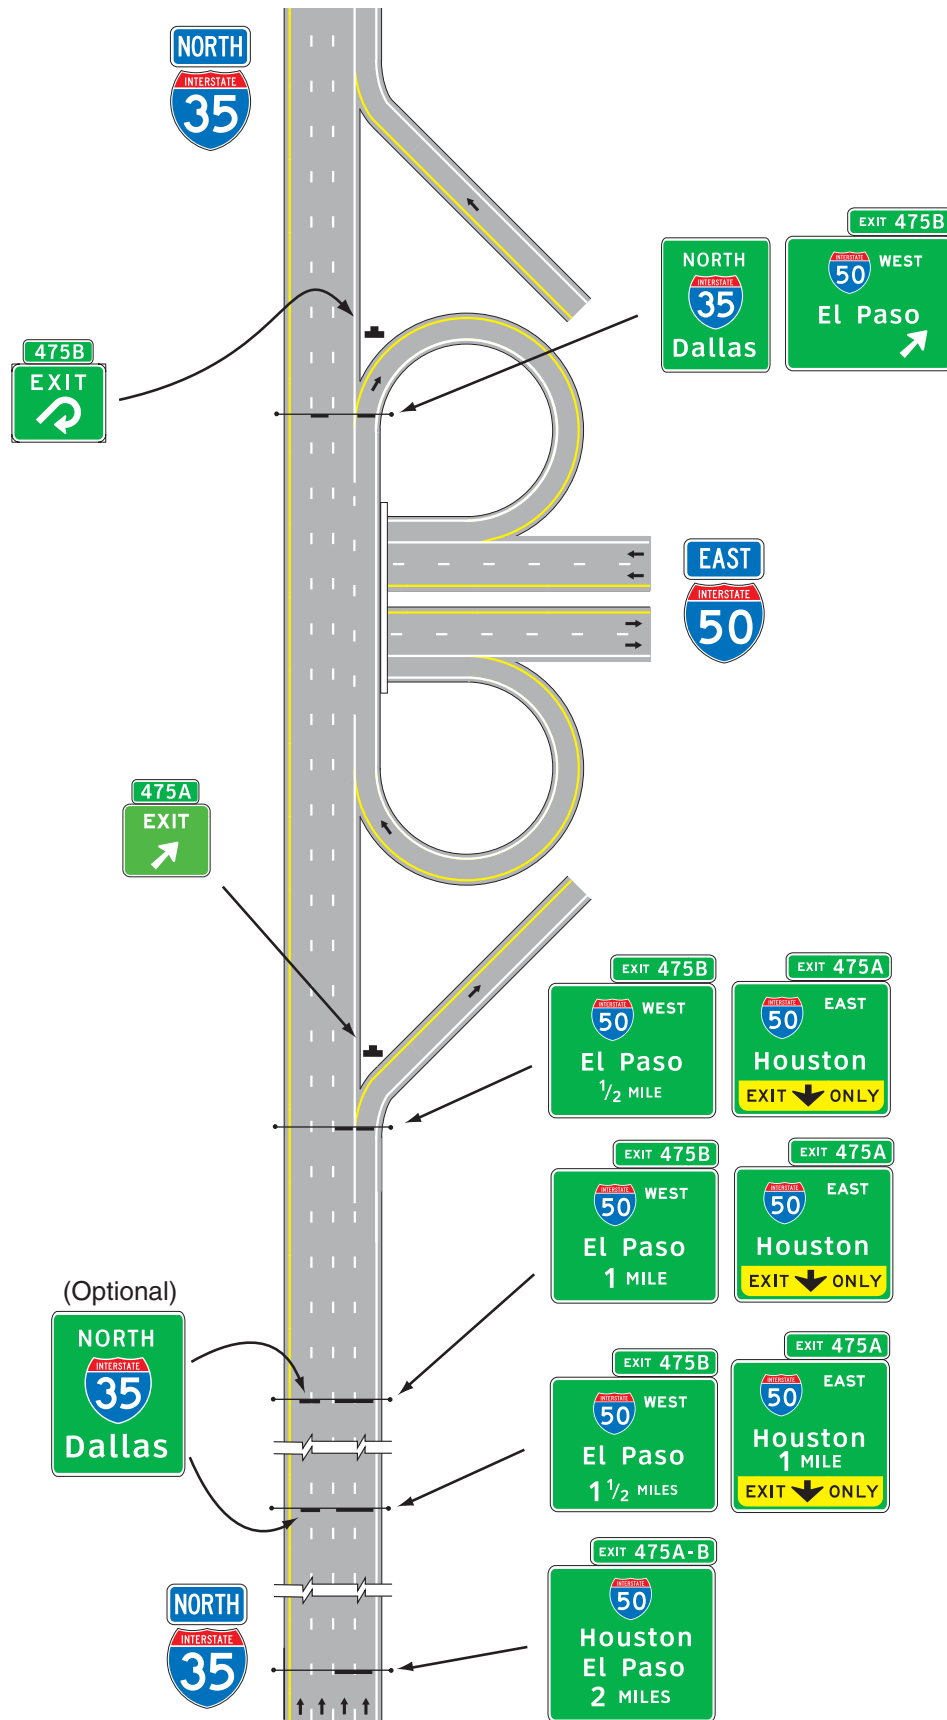 NORTH
INTERSTATE
35
EXIT 475B
NORTH
INTERSTATE
35
Dallas
INTERSTATE
50
WEST
El Paso
475B
EXIT
EAST
INTERSTATE
50
475A
EXIT
EXIT 475B
INTERSTATE
50
WEST
El Paso
1/2 MILE
EXIT 475A
INTERSTATE
50
EAST
Houston
EXIT ONLY
EXIT 475B
INTERSTATE
50
WEST
El Paso
1 MILE
EXIT 475A
INTERSTATE
50
EAST
Houston
EXIT ONLY
(Optional)
NORTH
INTERSTATE
35
Dallas
EXIT 475B
INTERSTATE
50
WEST
El Paso
1 1/2 MILES
EXIT 475A
INTERSTATE
50
EAST
Houston
1 MILE
EXIT ONLY
EXIT 475A-B
INTERSTATE
50
Houston
El Paso
2 MILES
NORTH
INTERSTATE
35